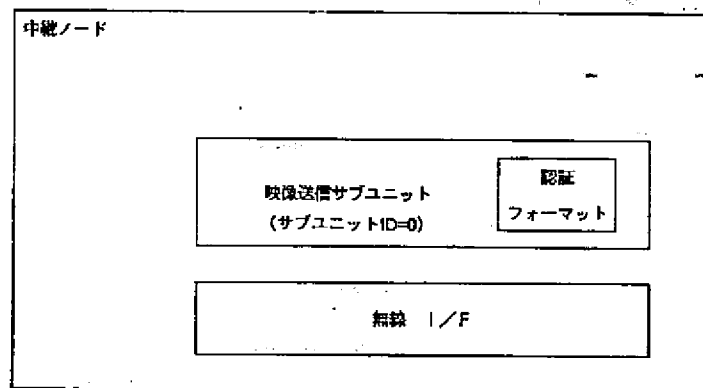 中継ノード
映像送信サブユニット
(サブユニットID=0)
認証
フォーマット
無線 I/F